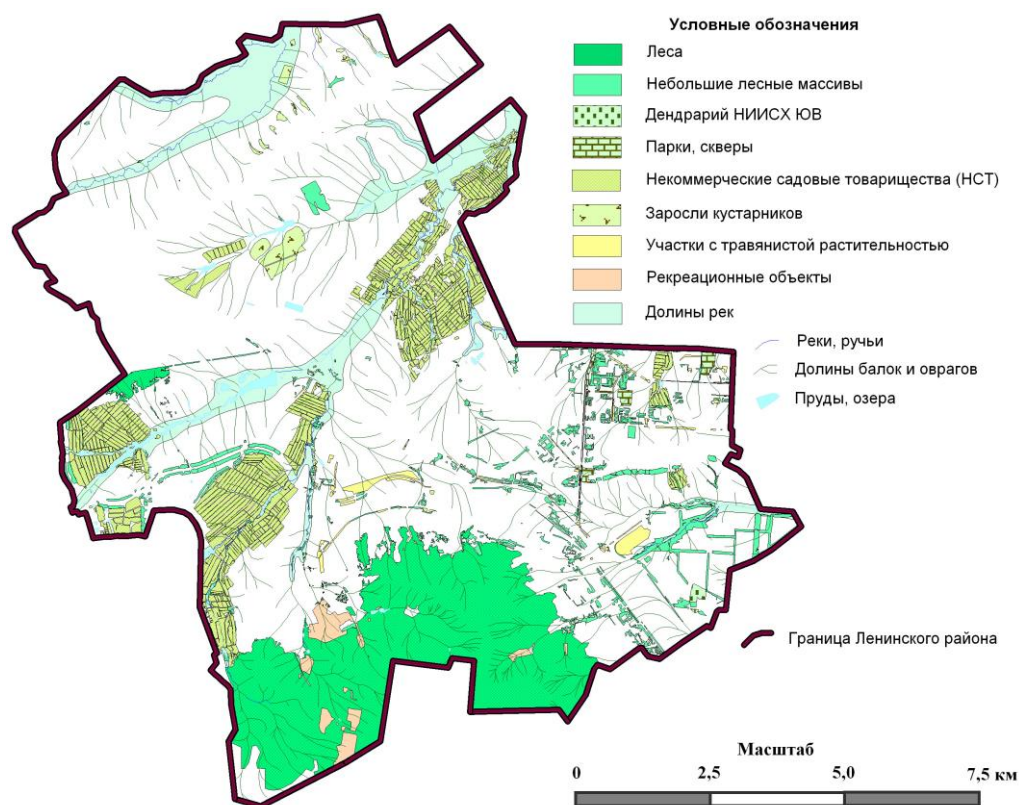 Условные обозначения
Леса
Небольшие лесные массивы
Дендрарий НИИСХ ЮВ
Парки, скверы
Некоммерческие садовые товарищества (НСТ)
Заросли кустарников
Участки с травянистой растительностью
Рекреационные объекты
Долины рек
Реки, ручьи
Долины балок и оврагов
Пруды, озера
Граница Ленинского района
Масштаб
0 2,5 5,0 7,5 км